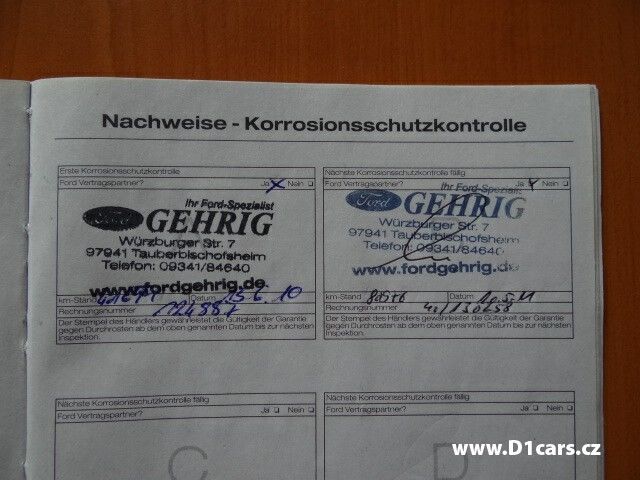 Nachweise - Korrosionsschutzkontrolle
Erste Korrosionsschutzkontrolle
Ford Vertragspartner? Ja Nein
Ihr Ford-Spezialist
Ford GEHRIG
Würzburger Str. 7
97941 Tauberbischofsheim
Telefon: 09341/84640
www.fordgehrig.de
km-Stand Datum 15.6.10
Rechnungsnummer
Der Stempel des Händlers gewährleistet die Gültigkeit der Garantie
gegen Durchrosten ab dem oben genannten Datum bis zur nächsten
Inspektion.
Nächste Korrosionsschutzkontrolle fällig
Ford Vertragspartner? Ja Nein
Ihr Ford-Spezialist
Ford GEHRIG
Würzburger Str. 7
97941 Tauberbischofsheim
Telefon: 09341/84640
www.fordgehrig.de
km-Stand Datum
Rechnungsnummer
Der Stempel des Händlers gewährleistet die Gültigkeit der Garantie
gegen Durchrosten ab dem oben genannten Datum bis zur nächsten
Inspektion.
Nächste Korrosionsschutzkontrolle fällig
Ford Vertragspartner? Ja Nein
C
Nächste Korrosionsschutzkontrolle fällig
Ford Vertragspartner? Ja Nein
D
www.D1cars.cz